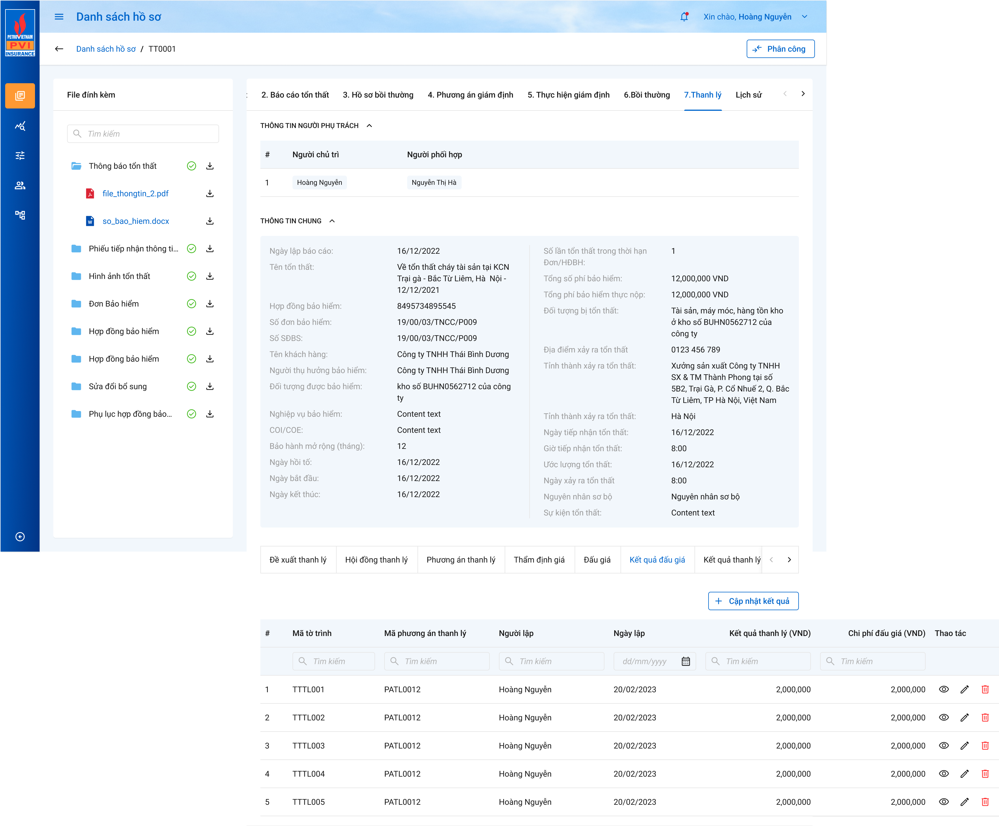 PETROVIETNAM
PVI
INSURANCE
Danh sách hồ sơ
Xin chào, Hoàng Nguyễn
Danh sách hồ sơ / TT0001
Phân công
File đính kèm
Tìm kiếm
Thông báo tổn thất
file_thongtin_2.pdf
so_bao_hiem.docx
Phiếu tiếp nhận thông ti...
Hình ảnh tổn thất
Đơn Bảo hiểm
Hợp đồng bảo hiểm
Hợp đồng bảo hiểm
Sửa đổi bổ sung
Phụ lục hợp đồng bảo...
2. Báo cáo tổn thất
3. Hồ sơ bồi thường
4. Phương án giám định
5. Thực hiện giám định
6.Bồi thường
7.Thanh lý
Lịch sử
THÔNG TIN NGƯỜI PHỤ TRÁCH
# Người chủ trì Người phối hợp
1 Hoàng Nguyễn Nguyễn Thị Hà
THÔNG TIN CHUNG
Ngày lập báo cáo: 16/12/2022
Tên tổn thất: Về tổn thất cháy tài sản tại KCN
Trại gà - Bắc Từ Liêm, Hà  Nội -
12/12/2021
Hợp đồng bảo hiểm: 8495734895545
Số đơn bảo hiểm: 19/00/03/TNCC/P009
Số SĐBS: 19/00/03/TNCC/P009
Tên khách hàng: Công ty TNHH Thái Bình Dương
Người thụ hưởng bảo hiểm: Công ty TNHH Thái Bình Dương
Đối tượng được bảo hiểm: kho số BUHN0562712 của công
ty
Nghiệp vụ bảo hiểm: Content text
COI/COE: Content text
Bảo hành mở rộng (tháng): 12
Ngày hồi tố: 16/12/2022
Ngày bắt đầu: 16/12/2022
Ngày kết thúc: 16/12/2022
Số lần tổn thất trong thời hạn 1
Đơn/HĐBH:
Tổng số phí bảo hiểm: 12,000,000 VND
Tổng phí bảo hiểm thực nộp: 12,000,000 VND
Đối tượng bị tổn thất: Tài sản, máy móc, hàng tồn kho
ở kho số BUHN0562712 của
công ty
Địa điểm xảy ra tổn thất 0123 456 789
Tỉnh thành xảy ra tổn thất: Xưởng sản xuất Công ty TNHH
SX & TM Thành Phong tại số
5B2, Trại Gà, P. Cổ Nhuế 2, Q. Bắc
Từ Liêm, TP Hà Nội, Việt Nam
Tỉnh thành xảy ra tổn thất: Hà Nội
Ngày tiếp nhận tổn thất: 16/12/2022
Giờ tiếp nhận tổn thất: 8:00
Ước lượng tổn thất: 16/12/2022
Ngày xảy ra tổn thất 8:00
Nguyên nhân sơ bộ Nguyên nhân sơ bộ
Sự kiện tổn thất: Content text
Đề xuất thanh lý
Hội đồng thanh lý
Phương án thanh lý
Thẩm định giá
Đấu giá
Kết quả đấu giá
Kết quả thanh lý
Cập nhật kết quả
# Mã tờ trình Mã phương án thanh lý Người lập Ngày lập Kết quả thanh lý (VND) Chi phí đấu giá (VND) Thao tác
Tìm kiếm Tìm kiếm Tìm kiếm dd/mm/yyyy Tìm kiếm Tìm kiếm
1 TTTL001 PATL0012 Hoàng Nguyễn 20/02/2023 2,000,000 2,000,000
2 TTTL002 PATL0012 Hoàng Nguyễn 20/02/2023 2,000,000 2,000,000
3 TTTL003 PATL0012 Hoàng Nguyễn 20/02/2023 2,000,000 2,000,000
4 TTTL004 PATL0012 Hoàng Nguyễn 20/02/2023 2,000,000 2,000,000
5 TTTL005 PATL0012 Hoàng Nguyễn 20/02/2023 2,000,000 2,000,000